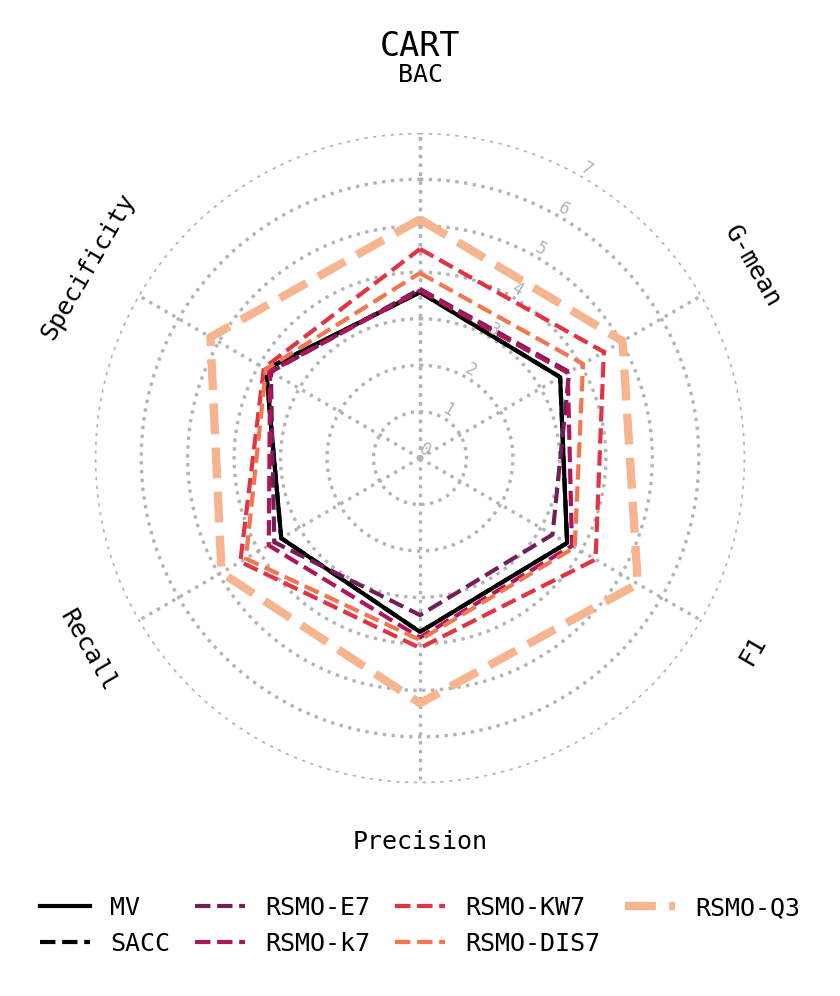 CART
BAC
7
6
5
4
3
2
1
0
Specificity
G-mean
Recall
F1
Precision
MV
RSMO-E7
RSMO-KW7
RSMO-Q3
SACC
RSMO-k7
RSMO-DIS7